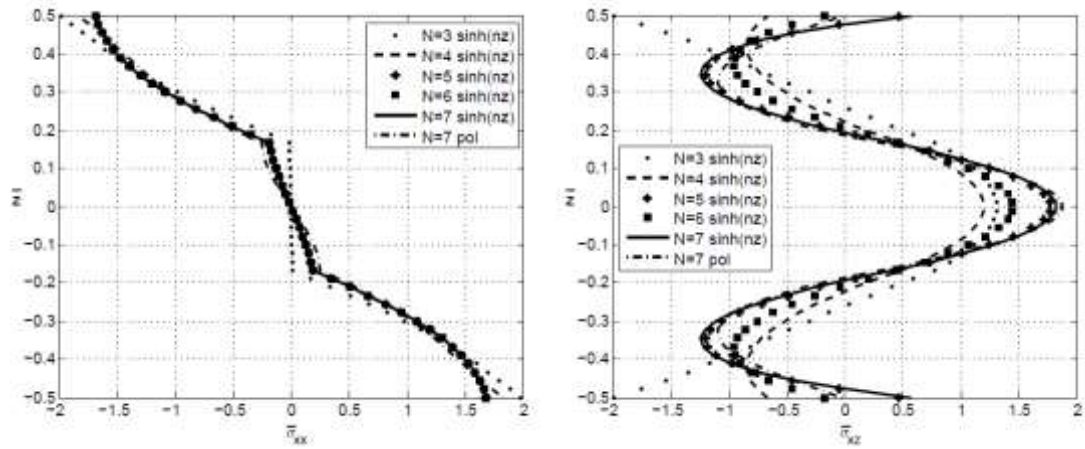 0.5
0.4
0.3
0.2
0.1
0
−0.1
−0.2
−0.3
−0.4
−0.5
−2
−1.5
−1
−0.5
0
0.5
1
1.5
2
N=3 sinh(nz)
N=4 sinh(nz)
N=5 sinh(nz)
N=6 sinh(nz)
N=7 sinh(nz)
N=7 pol
z̄
σ̄xx
0.5
0.4
0.3
0.2
0.1
0
−0.1
−0.2
−0.3
−0.4
−0.5
−2
−1.5
−1
−0.5
0
0.5
1
1.5
2
N=3 sinh(nz)
N=4 sinh(nz)
N=5 sinh(nz)
N=6 sinh(nz)
N=7 sinh(nz)
N=7 pol
z̄
σ̄xz